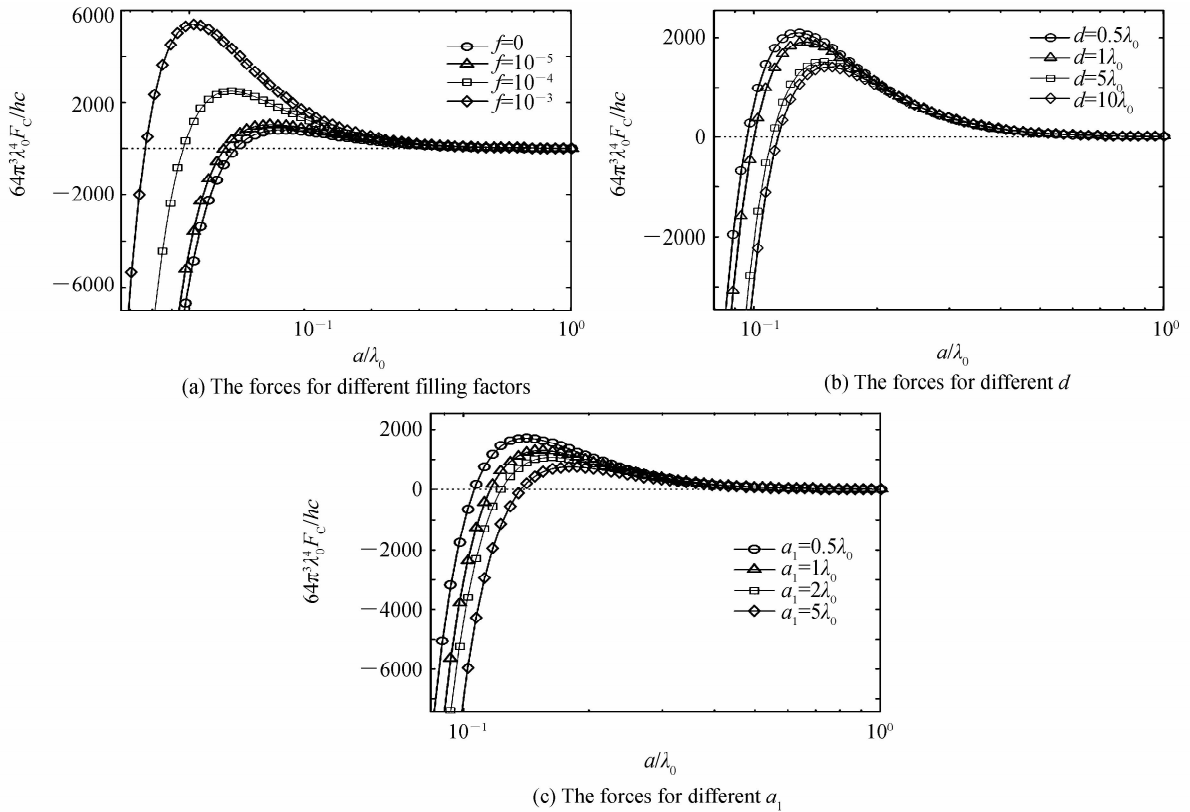 6000
2000
−2000
−6000
64π³λ₀⁴F_C/hc
f=0
f=10⁻⁵
f=10⁻⁴
f=10⁻³
10⁻¹
10⁰
a/λ₀
(a) The forces for different filling factors
2000
0
−2000
64π³λ₀⁴F_C/hc
d=0.5λ₀
d=1λ₀
d=5λ₀
d=10λ₀
10⁻¹
10⁰
a/λ₀
(b) The forces for different d
2000
0
−2000
−4000
−6000
64π³λ₀⁴F_C/hc
a₁=0.5λ₀
a₁=1λ₀
a₁=2λ₀
a₁=5λ₀
10⁻¹
10⁰
a/λ₀
(c) The forces for different a₁